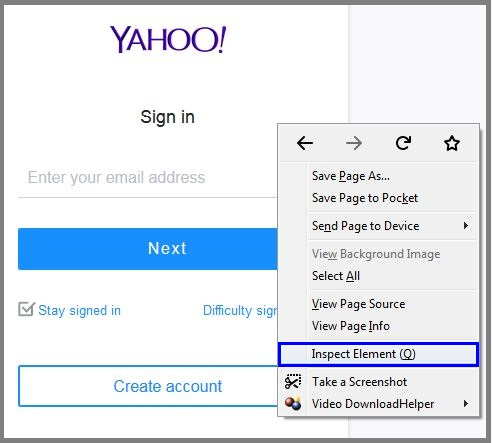 YAHOO!
Sign in
Enter your email address
Next
Stay signed in
Difficulty sign
Create account
Save Page As...
Save Page to Pocket
Send Page to Device
View Background Image
Select All
View Page Source
View Page Info
Inspect Element (Q)
Take a Screenshot
Video DownloadHelper